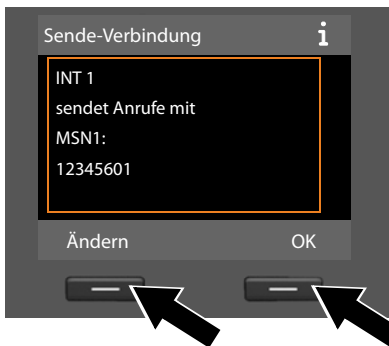 Sende-Verbindung i
INT 1
sendet Anrufe mit
MSN1:
12345601
Ändern OK